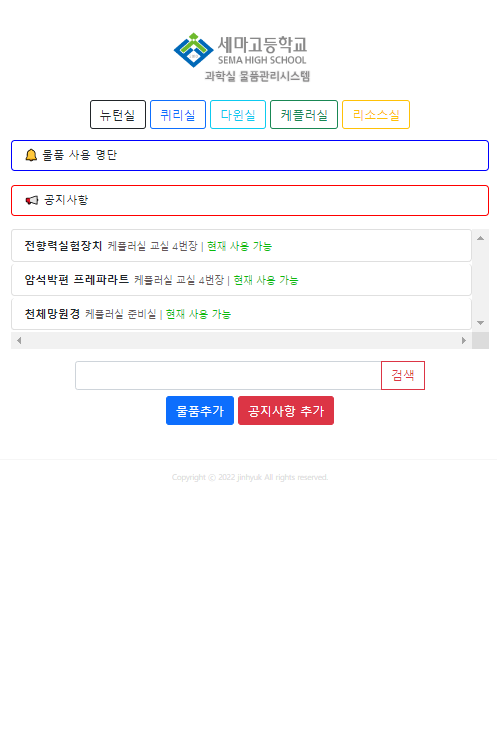 세마고등학교
SEMA HIGH SCHOOL
과학실 물품관리시스템
뉴턴실 퀴리실 다윈실 케플러실 리소스실
물품 사용 명단
공지사항
전향력실험장치 케플러실 교실 4번장 | 현재 사용 가능
암석박편 프레파라트 케플러실 교실 4번장 | 현재 사용 가능
천체망원경 케플러실 준비실 | 현재 사용 가능
검색
물품추가 공지사항 추가
Copyright ⓒ 2022 jinhyuk All rights reserved.